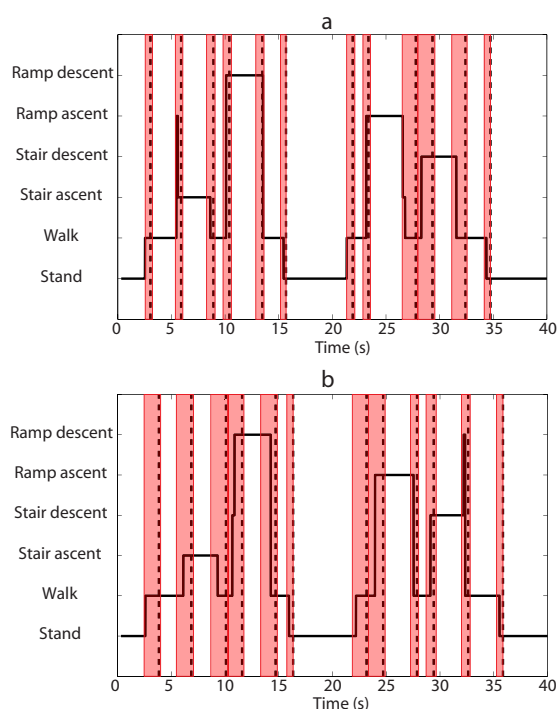 a
Ramp descent
Ramp ascent
Stair descent
Stair ascent
Walk
Stand
0 5 10 15 20 25 30 35 40
Time (s)
b
Ramp descent
Ramp ascent
Stair descent
Stair ascent
Walk
Stand
0 5 10 15 20 25 30 35 40
Time (s)